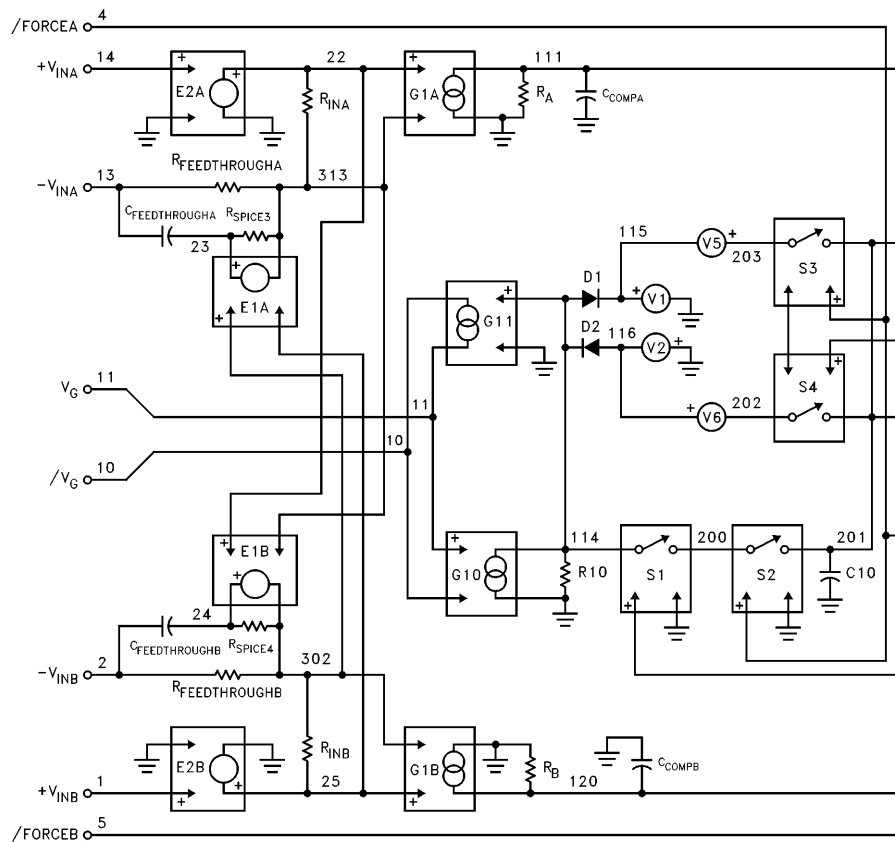 /FORCEA 4
+VINA 14
22
111
E2A
RINA
G1A
RA
CCOMPA
RFEEDTHROUGHA
-VINA 13
313
CFEEDTHROUGHA
RSPICE3
23
E1A
115
V5
203
S3
D1
V1
G11
D2
116
V2
S4
VG 11
11
V6
202
10
/VG 10
E1B
114
200
201
G10
R10
S1
S2
C10
24
CFEEDTHROUGHB
RSPICE4
302
-VINB 2
RFEEDTHROUGHB
E2B
RINB
G1B
RB
CCOMPB
+VINB 1
25
120
/FORCEB 5